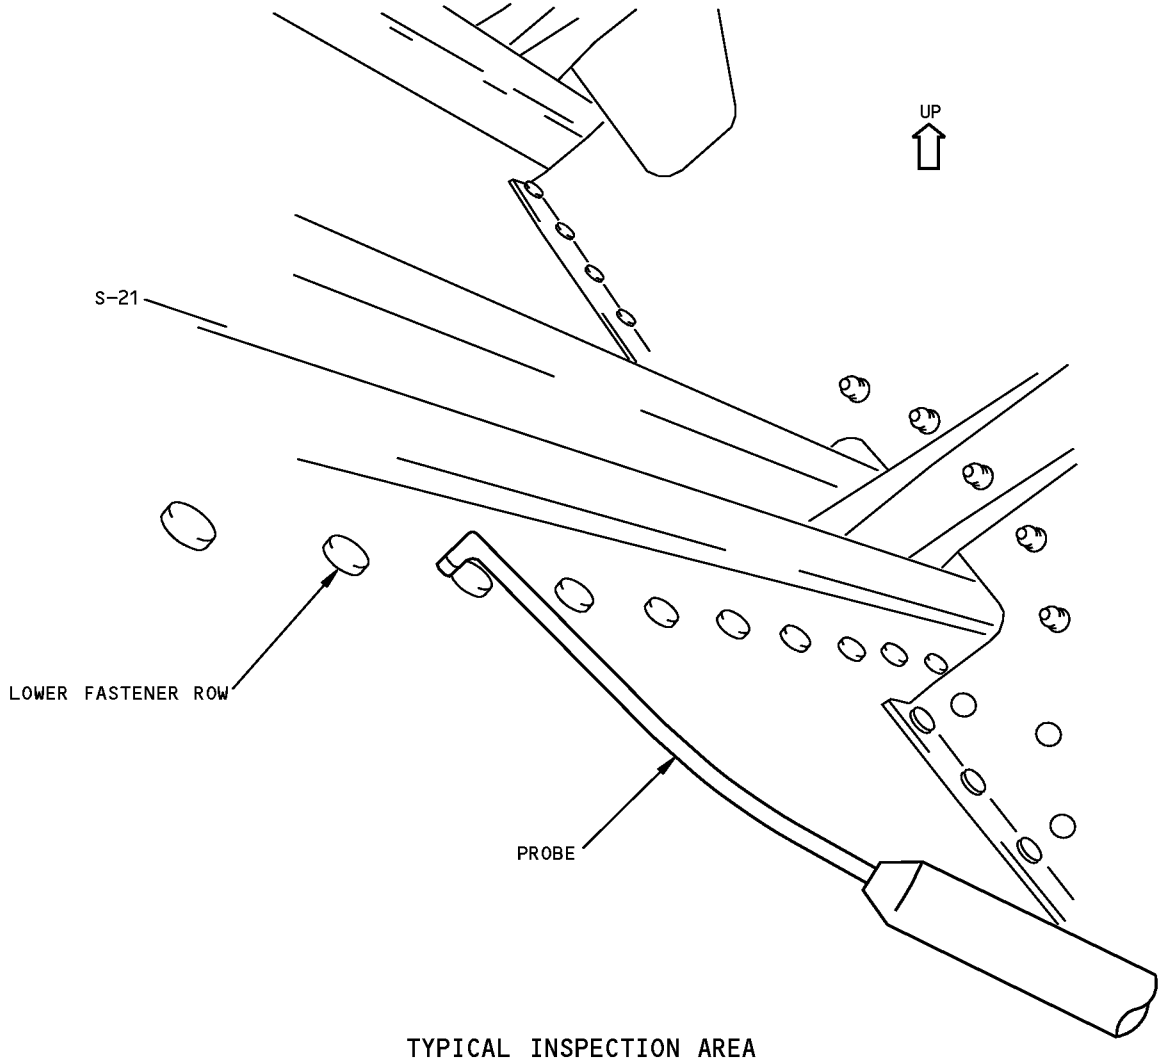 UP
S-21
LOWER FASTENER ROW
PROBE
TYPICAL INSPECTION AREA